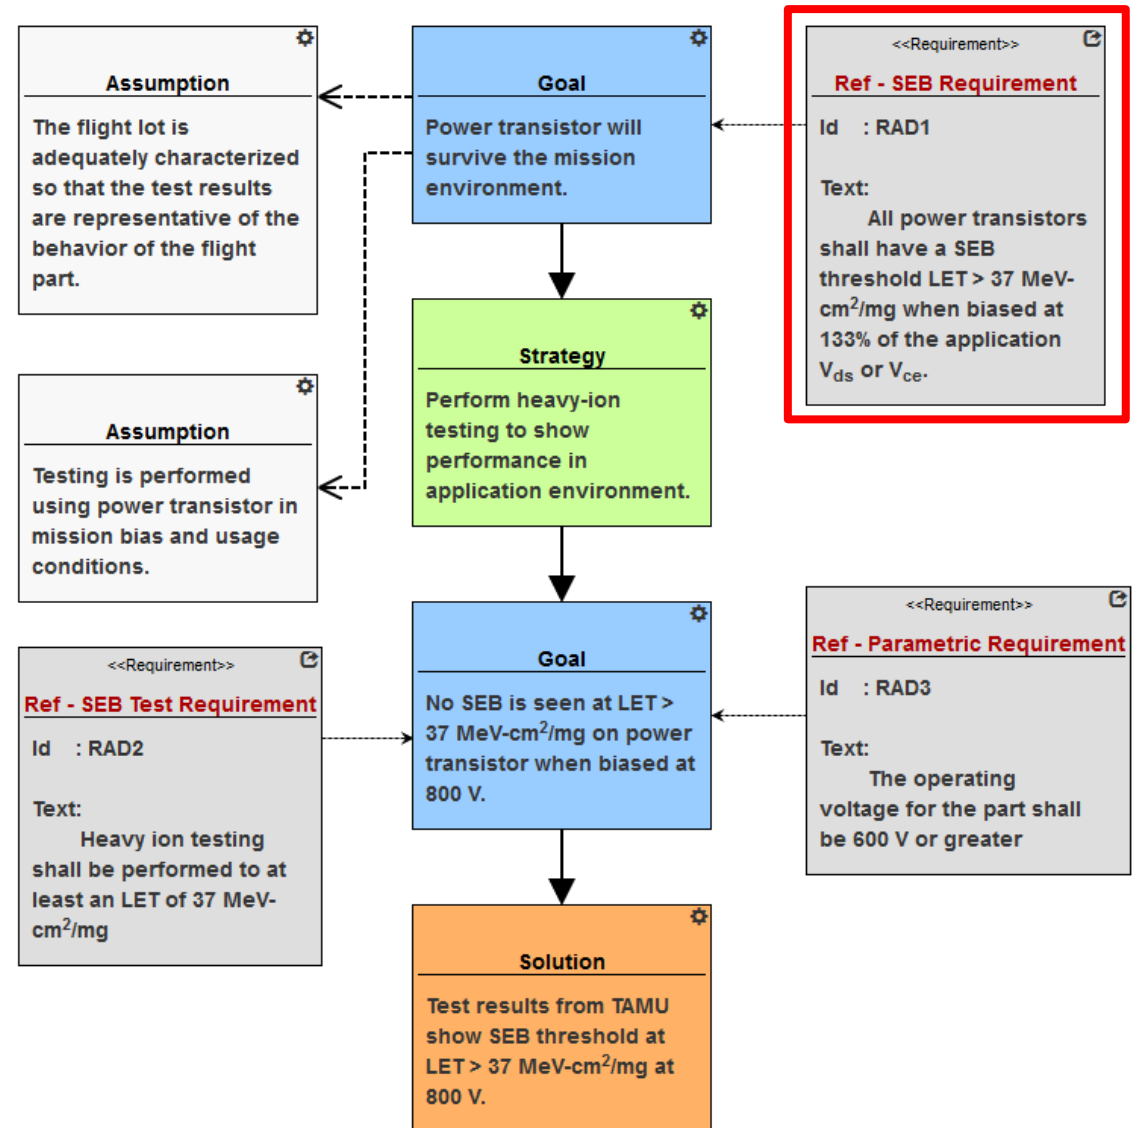 Assumption
The flight lot is
adequately characterized
so that the test results
are representative of the
behavior of the flight
part.
Goal
Power transistor will
survive the mission
environment.
<<Requirement>>
Ref - SEB Requirement
Id : RAD1
Text:
All power transistors
shall have a SEB
threshold LET > 37 MeV-
cm²/mg when biased at
133% of the application
Vds or Vce.
Strategy
Perform heavy-ion
testing to show
performance in
application environment.
Assumption
Testing is performed
using power transistor in
mission bias and usage
conditions.
Goal
No SEB is seen at LET >
37 MeV-cm²/mg on power
transistor when biased at
800 V.
<<Requirement>>
Ref - Parametric Requirement
Id : RAD3
Text:
The operating
voltage for the part shall
be 600 V or greater
<<Requirement>>
Ref - SEB Test Requirement
Id : RAD2
Text:
Heavy ion testing
shall be performed to at
least an LET of 37 MeV-
cm²/mg
Solution
Test results from TAMU
show SEB threshold at
LET > 37 MeV-cm²/mg at
800 V.